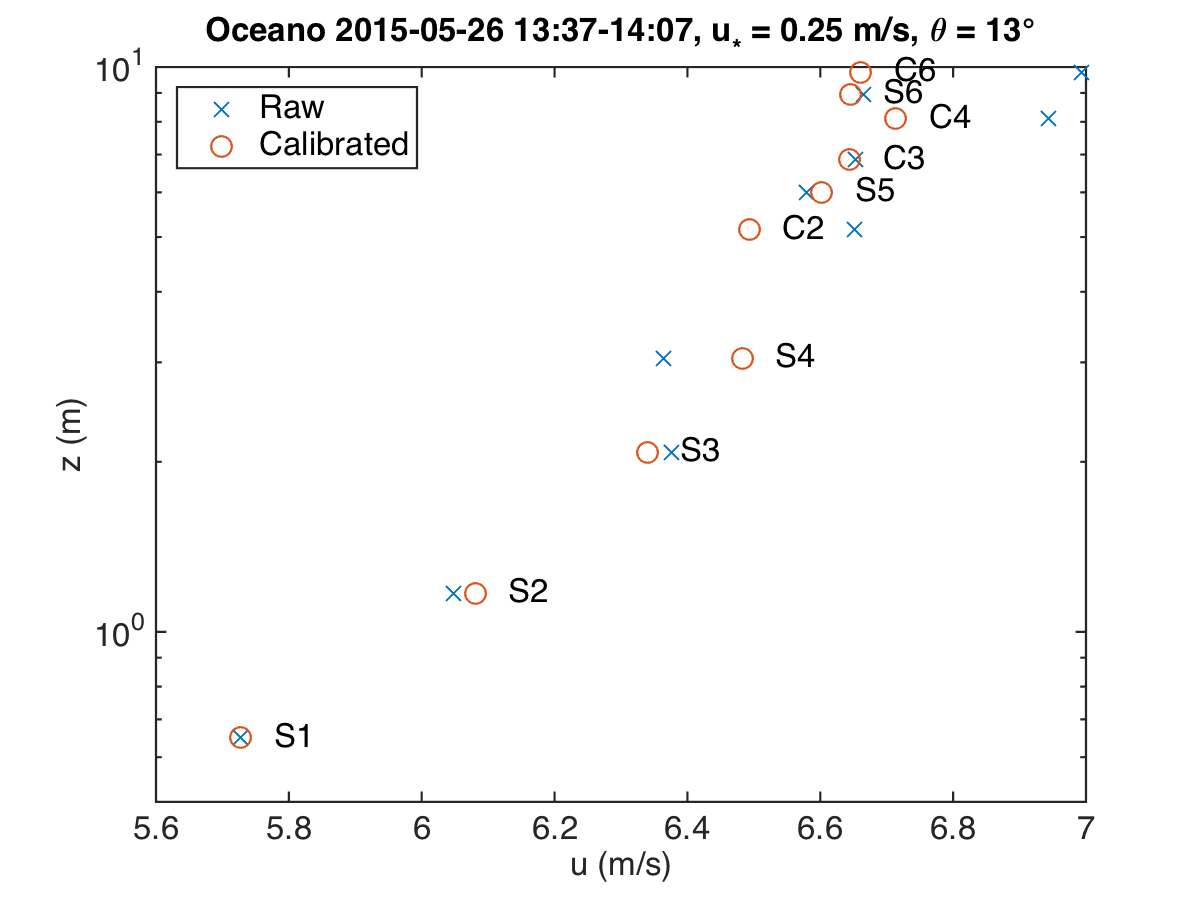 Oceano 2015-05-26 13:37-14:07, u* = 0.25 m/s, θ = 13°
10¹
Raw
Calibrated
C6
S6
C4
C3
S5
C2
S4
S3
z (m)
S2
10⁰
S1
5.6 5.8 6 6.2 6.4 6.6 6.8 7
u (m/s)